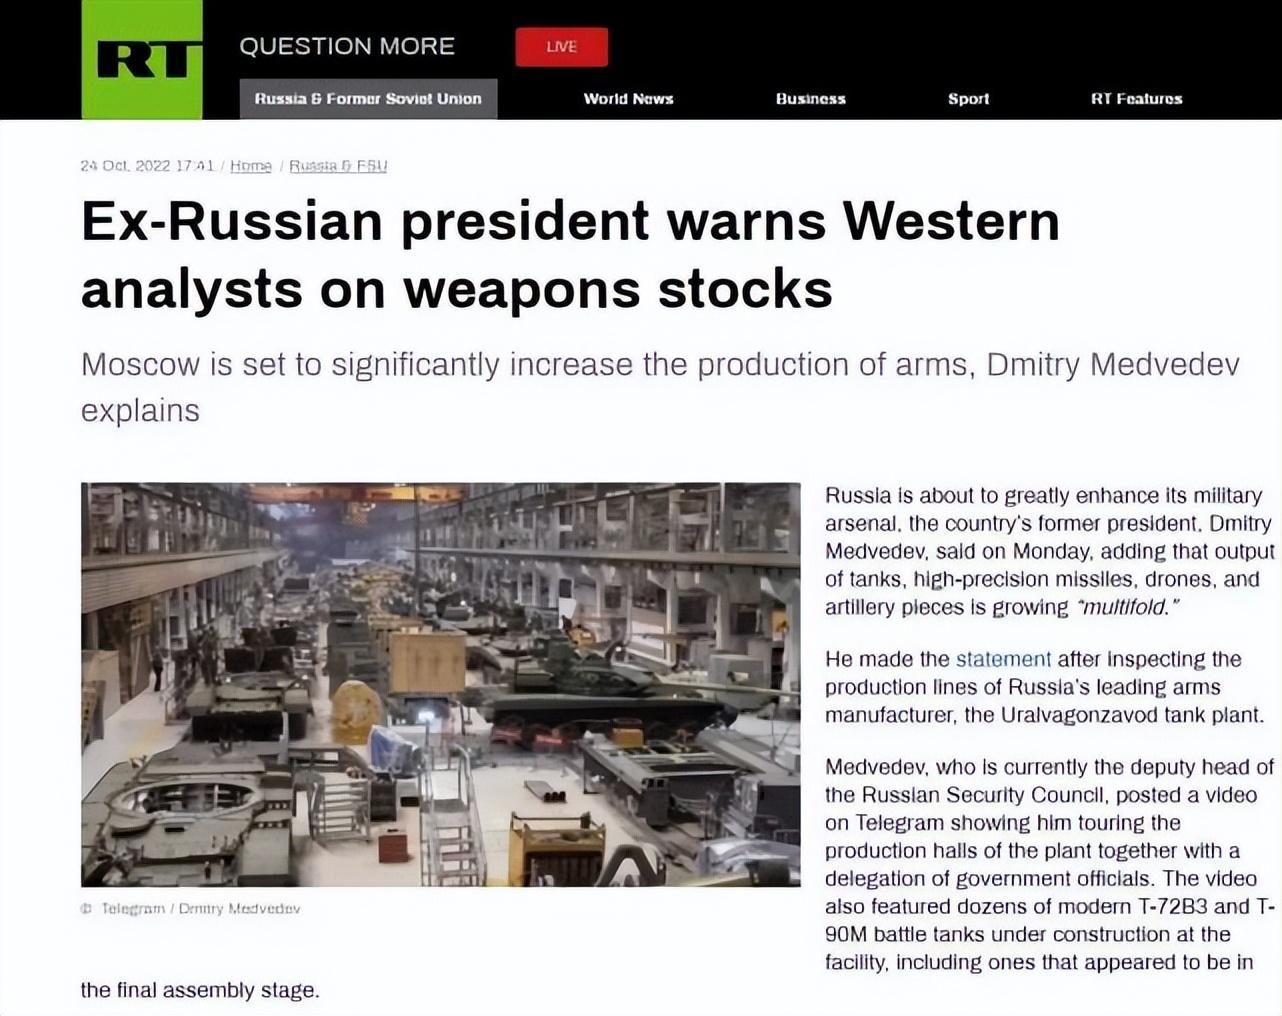 RT
QUESTION MORE
LIVE
Russia & Former Soviet Union
World News
Business
Sport
RT Features
24 Oct, 2022 17:41 / Home / Russia & FSU
Ex-Russian president warns Western
analysts on weapons stocks
Moscow is set to significantly increase the production of arms, Dmitry Medvedev
explains
Russia is about to greatly enhance its military
arsenal, the country's former president, Dmitry
Medvedev, said on Monday, adding that output
of tanks, high-precision missiles, drones, and
artillery pieces is growing "multifold."
He made the statement after inspecting the
production lines of Russia's leading arms
manufacturer, the Uralvagonzavod tank plant.
Medvedev, who is currently the deputy head of
the Russian Security Council, posted a video
on Telegram showing him touring the
production halls of the plant together with a
delegation of government officials. The video
also featured dozens of modern T-72B3 and T-
90M battle tanks under construction at the
facility, including ones that appeared to be in
the final assembly stage.
© Telegram / Dmitry Medvedev